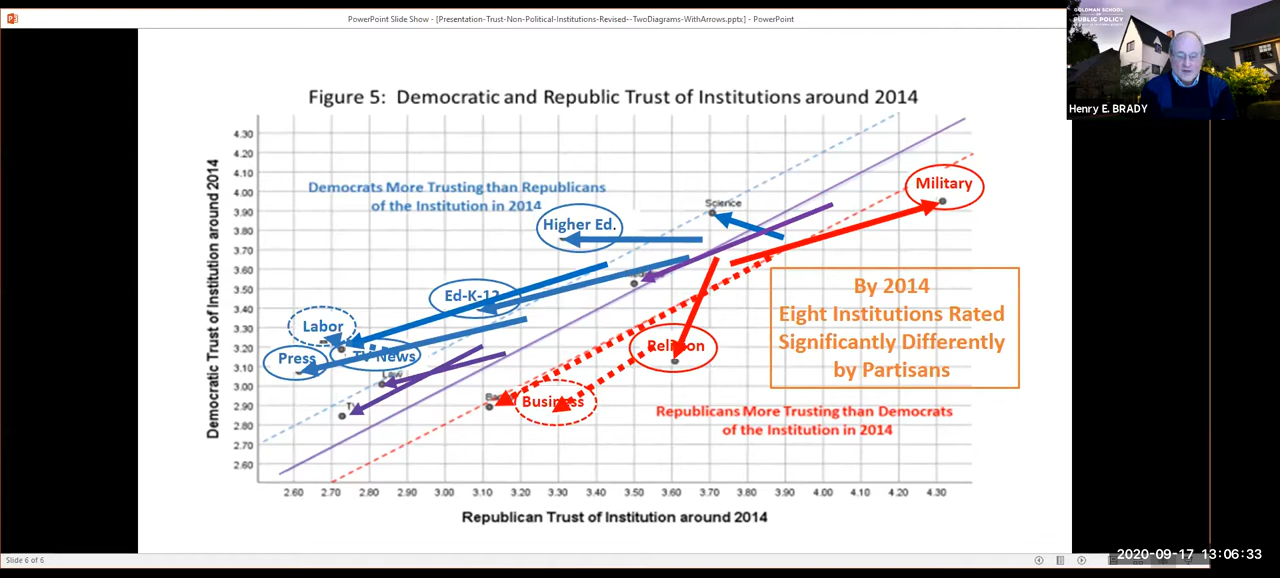 PowerPoint Slide Show - [Presentation-Trust-Non-Political-Institutions-Revised--TwoDiagrams-WithArrows.pptx] - PowerPoint
GOLDMAN SCHOOL
PUBLIC POLICY
Henry E. BRADY
Figure 5: Democratic and Republic Trust of Institutions around 2014
Democratic Trust of Institution around 2014
4.30
4.20
4.10
4.00
3.90
3.80
3.70
3.60
3.50
3.40
3.30
3.20
3.10
3.00
2.90
2.80
2.70
2.60
Democrats More Trusting than Republicans
of the Institution in 2014
Military
Science
Higher Ed.
Ed-K-12
Labor
Press
TV News
Law
Religion
Business
By 2014
Eight Institutions Rated
Significantly Differently
by Partisans
Republicans More Trusting than Democrats
of the Institution in 2014
2.60 2.70 2.80 2.90 3.00 3.10 3.20 3.30 3.40 3.50 3.60 3.70 3.80 3.90 4.00 4.10 4.20 4.30
Republican Trust of Institution around 2014
Slide 6 of 6
2020-09-17 13:06:33